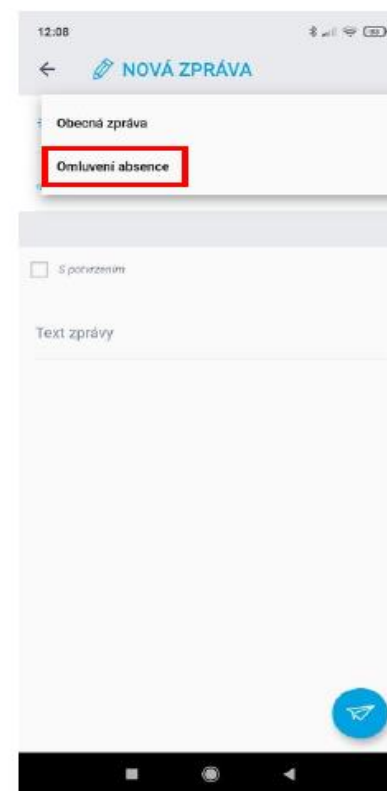 12:08
NOVÁ ZPRÁVA
Obecná zpráva
Omluvení absence
S potvrzením
Text zprávy